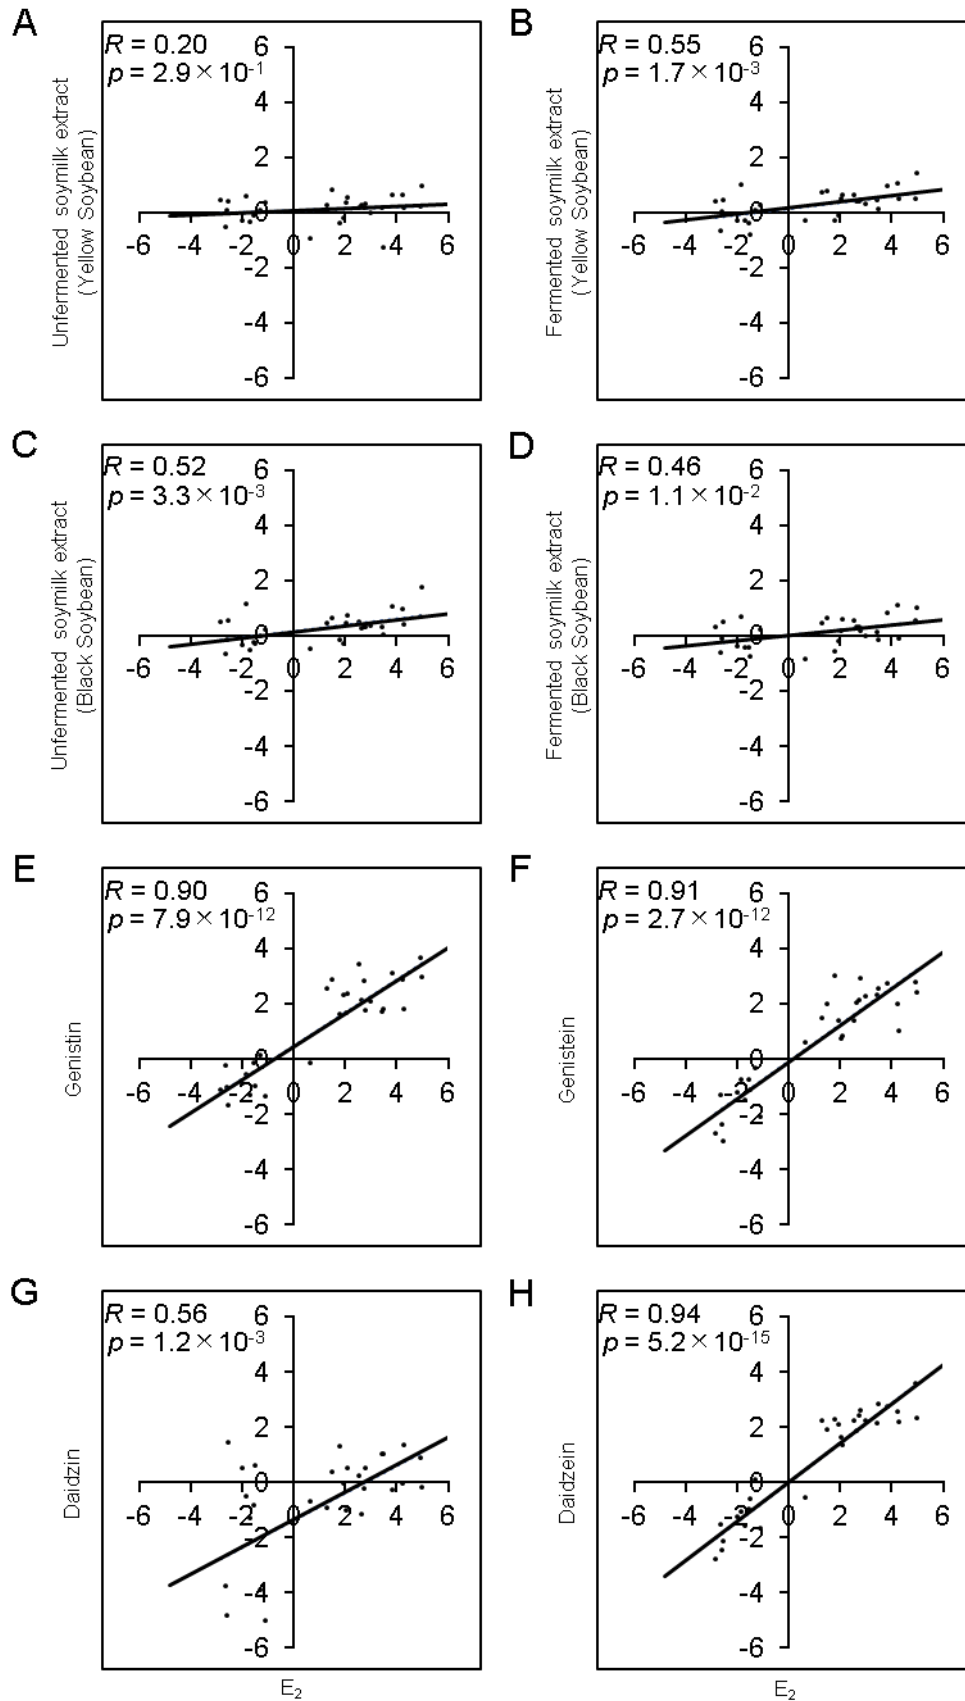 A
R = 0.20
p = 2.9×10⁻¹
Unfermented soymilk extract
(Yellow Soybean)
6
4
2
0
-2
-4
-6
-6 -4 -2 0 2 4 6
B
R = 0.55
p = 1.7×10⁻³
Fermented soymilk extract
(Yellow Soybean)
6
4
2
0
-2
-4
-6
-6 -4 -2 0 2 4 6
C
R = 0.52
p = 3.3×10⁻³
Unfermented soymilk extract
(Black Soybean)
6
4
2
0
-2
-4
-6
-6 -4 -2 0 2 4 6
D
R = 0.46
p = 1.1×10⁻²
Fermented soymilk extract
(Black Soybean)
6
4
2
0
-2
-4
-6
-6 -4 -2 0 2 4 6
E
R = 0.90
p = 7.9×10⁻¹²
Genistin
6
4
2
0
-2
-4
-6
-6 -4 -2 0 2 4 6
F
R = 0.91
p = 2.7×10⁻¹²
Genistein
6
4
2
0
-2
-4
-6
-6 -4 -2 0 2 4 6
G
R = 0.56
p = 1.2×10⁻³
Daidzin
6
4
2
0
-2
-4
-6
-6 -4 -2 0 2 4 6
E₂
H
R = 0.94
p = 5.2×10⁻¹⁵
Daidzein
6
4
2
0
-2
-4
-6
-6 -4 -2 0 2 4 6
E₂